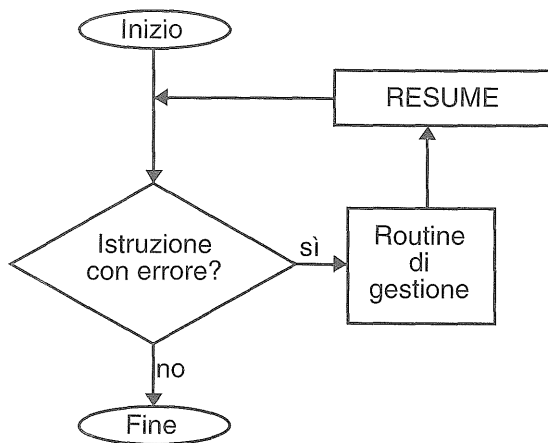 Inizio
RESUME
Istruzione
con errore?
sì
Routine
di
gestione
no
Fine